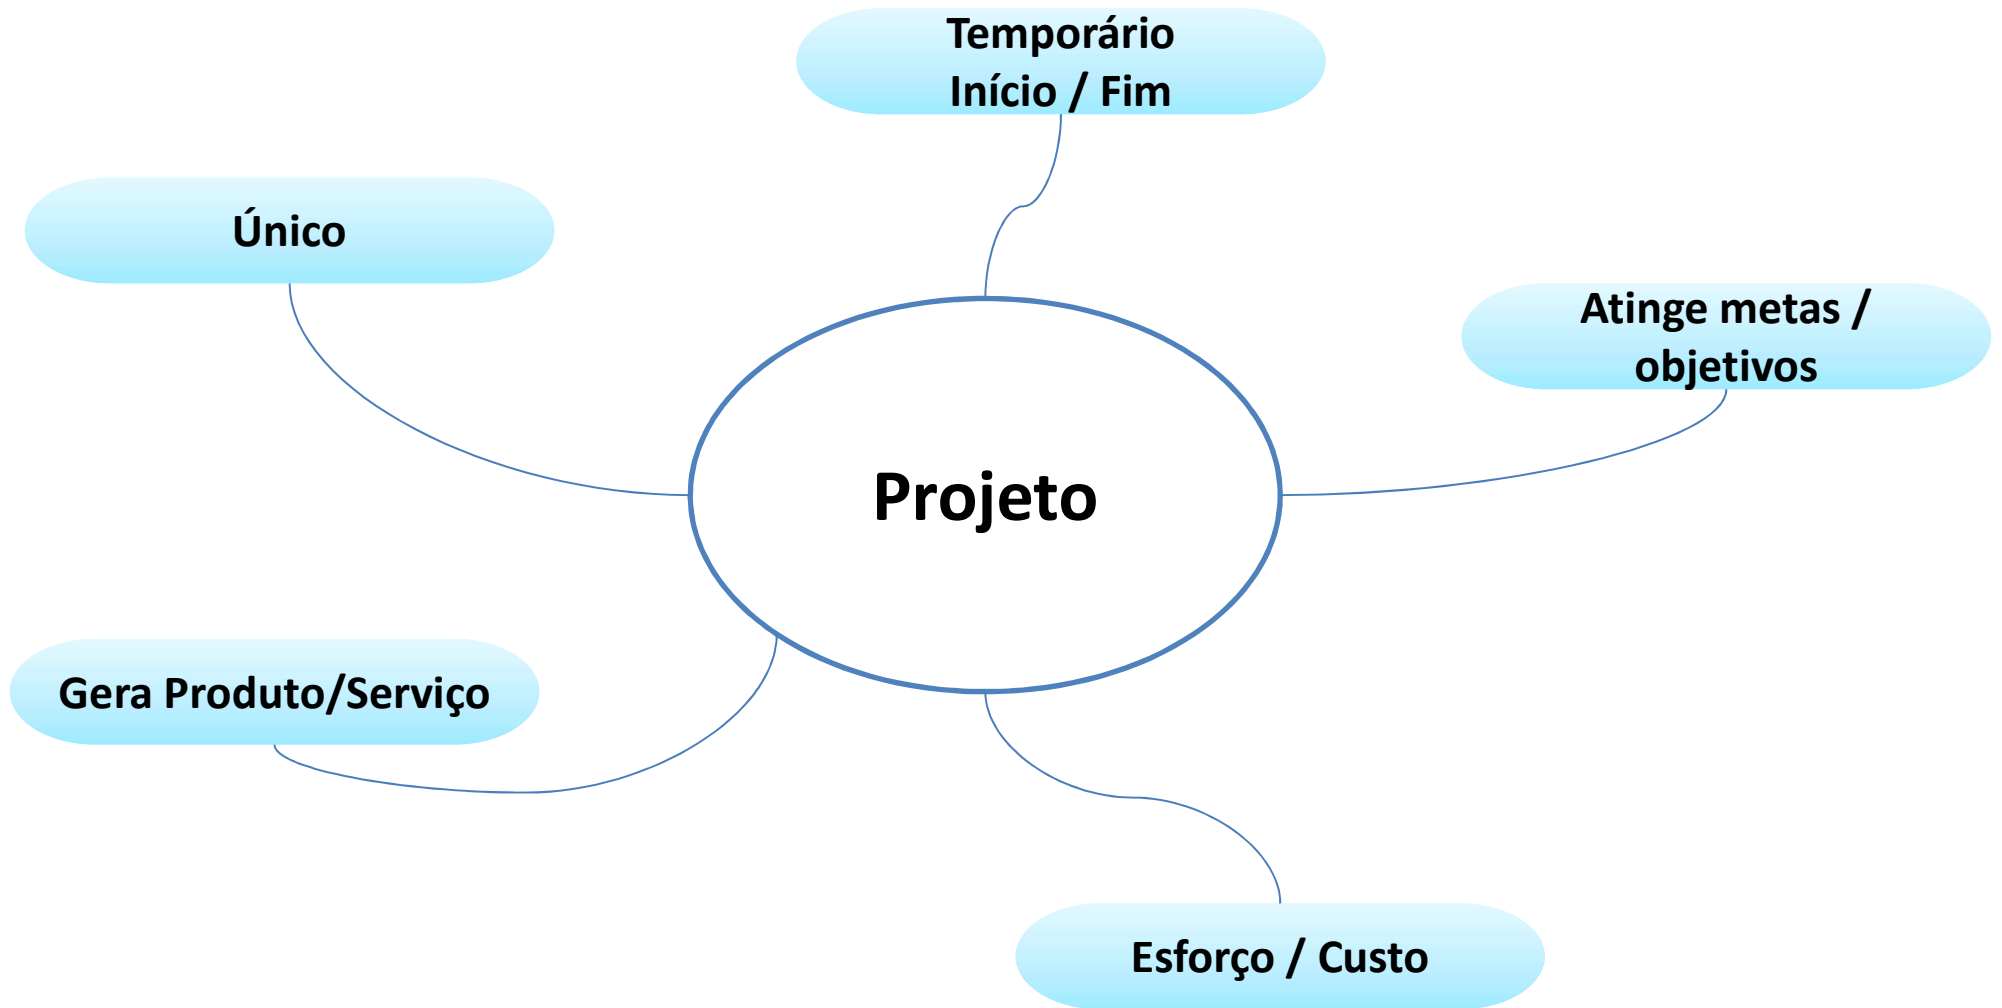 Temporário
Início / Fim
Único
Atinge metas /
objetivos
Projeto
Gera Produto/Serviço
Esforço / Custo